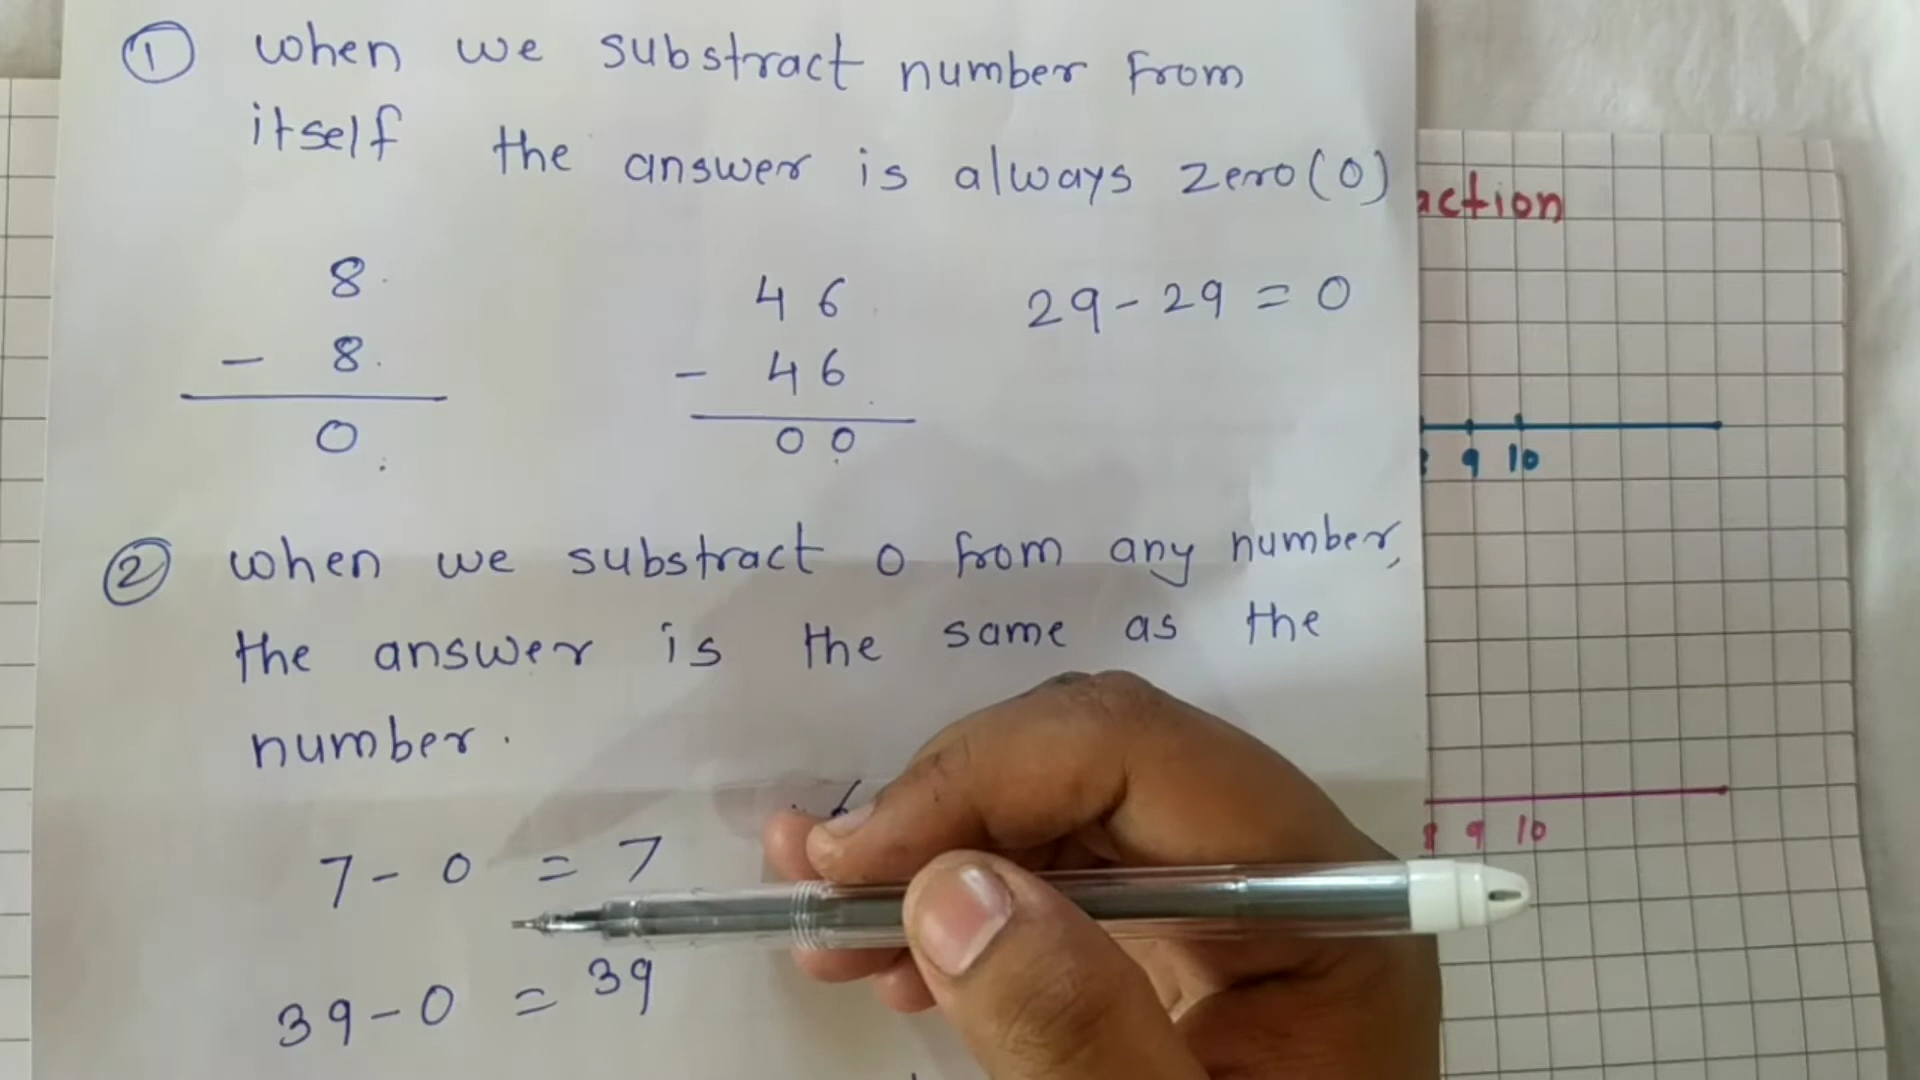 ① when we substract number from
itself the answer is always zero(0)
8
- 8
0
46
- 46
00
29-29 = 0
② when we substract 0 from any number,
the answer is the same as the
number.
7- 0 = 7
39-0 = 39
action
9 10
8 9 10